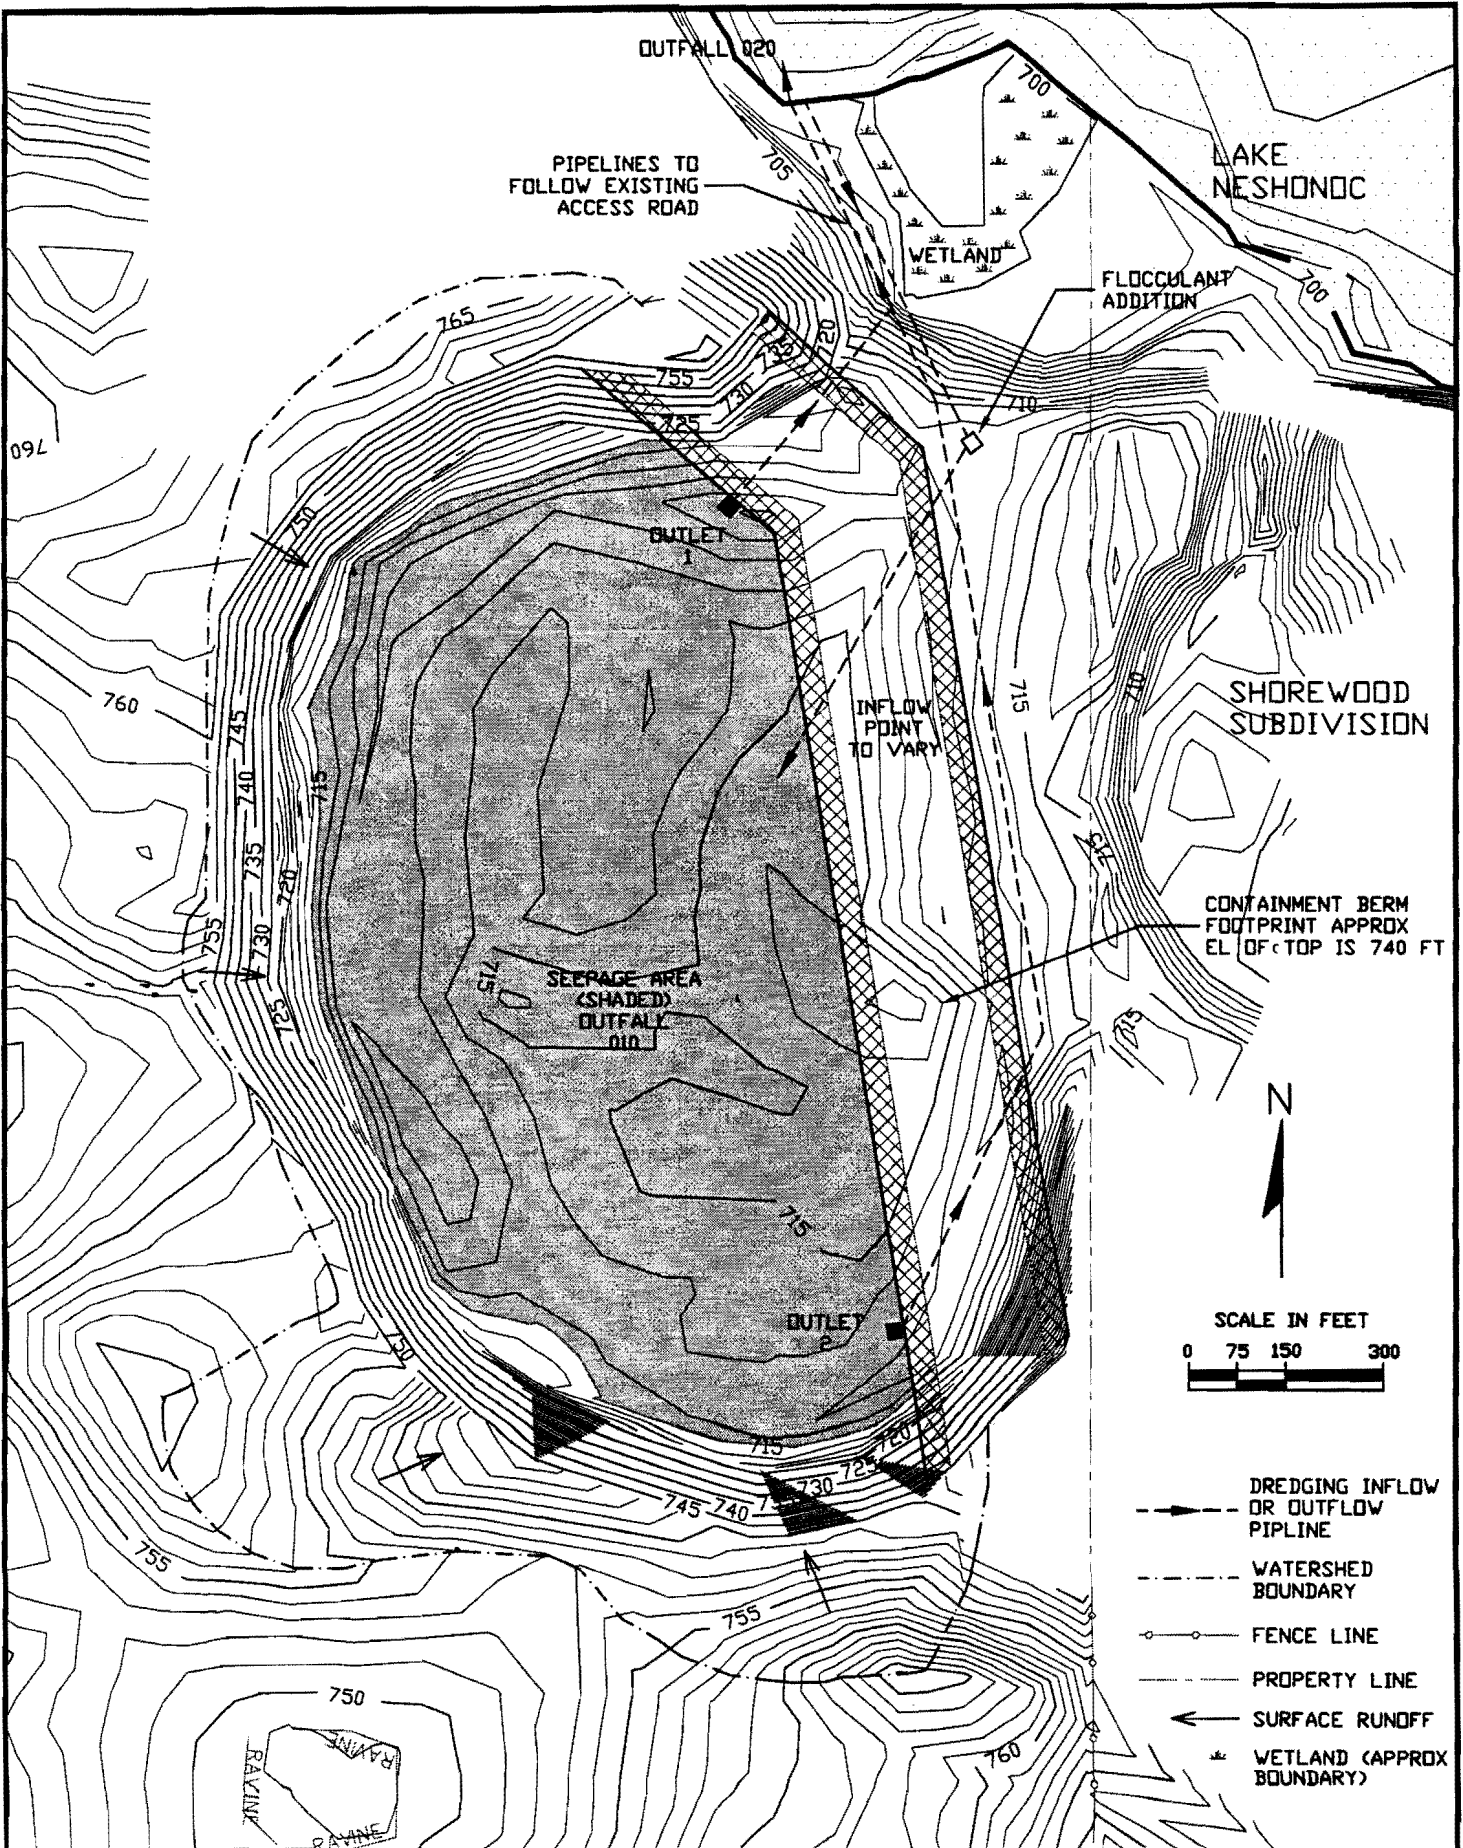 OUTFALL 020
700
LAKE
NESHONOC
PIPELINES TO
FOLLOW EXISTING
ACCESS ROAD
705
WETLAND
FLOCCULANT
ADDITION
700
765
720
735
755
730
725
710
760
750
OUTLET
1
715
710
SHOREWOOD
SUBDIVISION
760
INFLOW
POINT
TO VARY
745
740
715
735
720
715
CONTAINMENT BERM
FOOTPRINT APPROX
EL OF TOP IS 740 FT
755
730
715
SEEPAGE AREA
(SHADED)
OUTFALL
010
725
715
N
715
OUTLET
2
SCALE IN FEET
0 75 150 300
750
715
720
725
730
745
740
755
DREDGING INFLOW
OR OUTFLOW
PIPLINE
WATERSHED
BOUNDARY
755
FENCE LINE
PROPERTY LINE
750
SURFACE RUNOFF
RAVINE
RAVINE
760
WETLAND (APPROX
BOUNDARY)
RAVINE